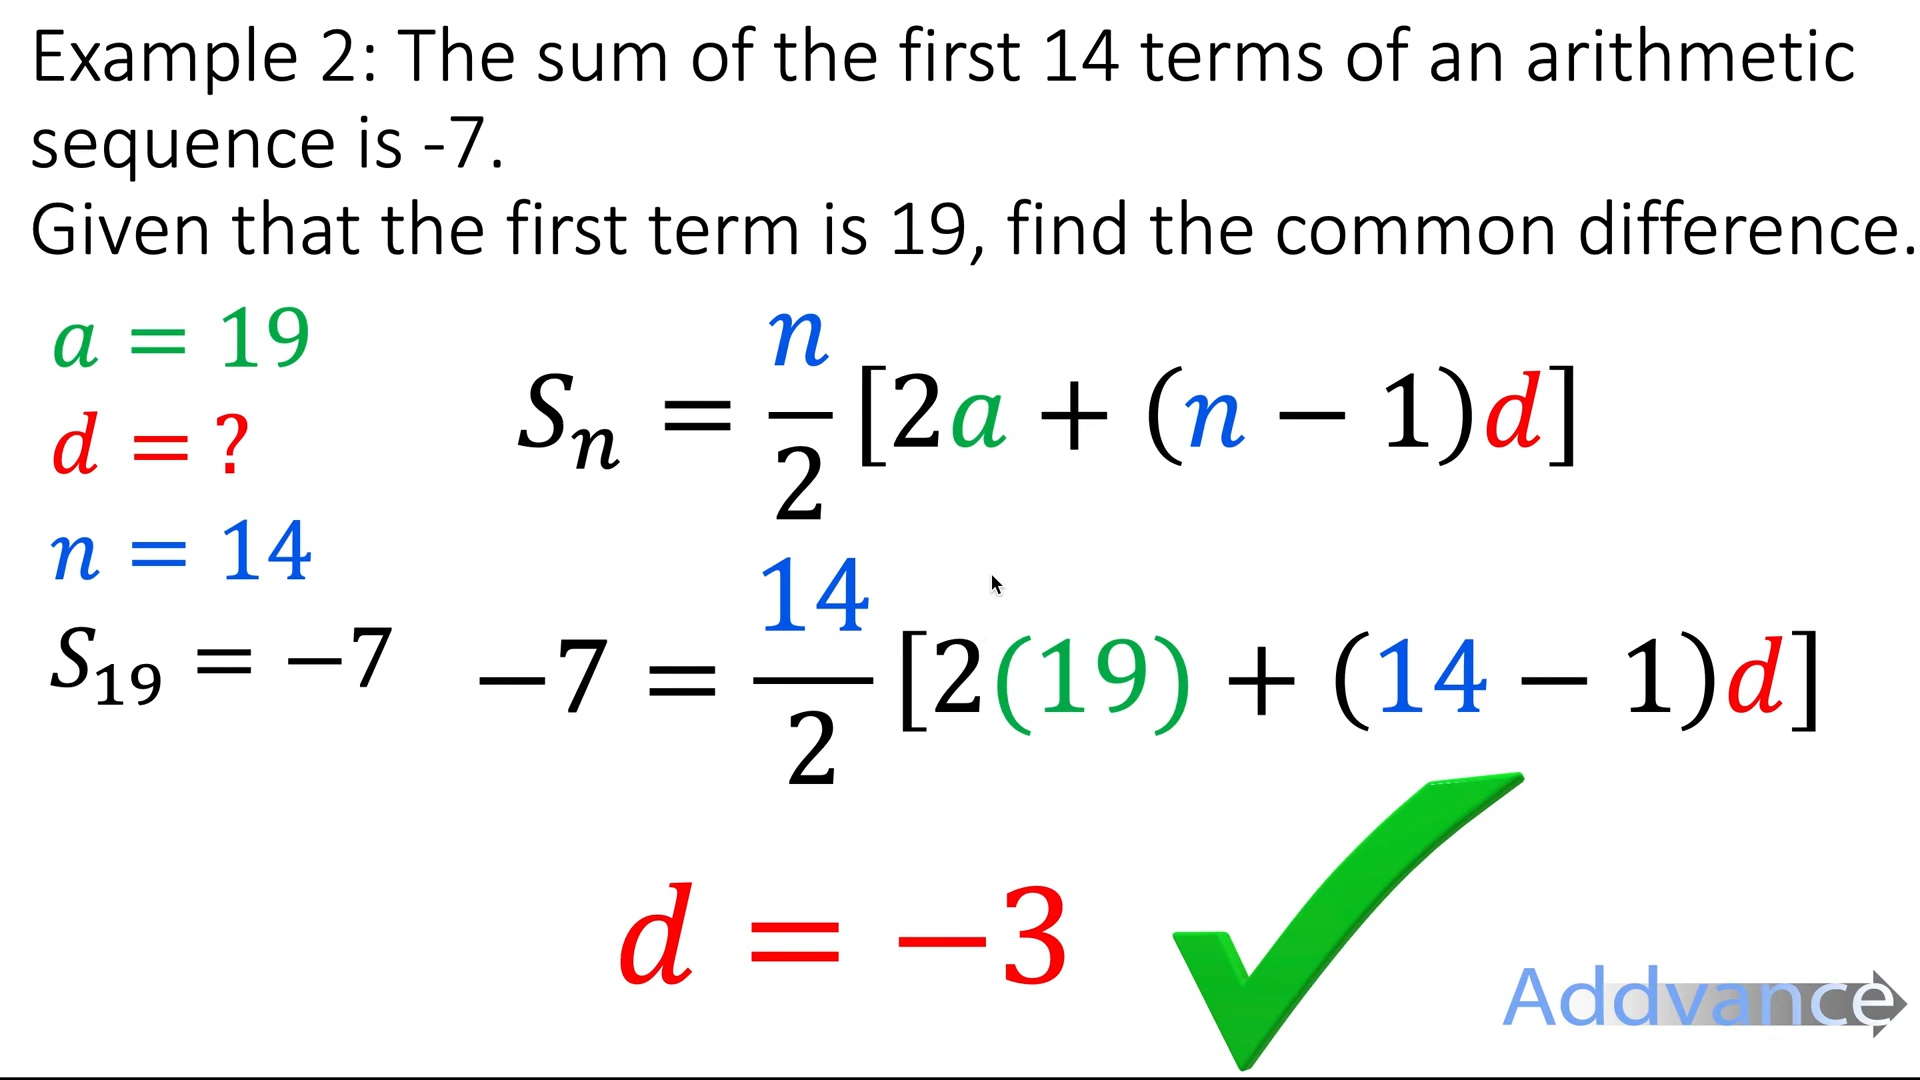 Example 2: The sum of the first 14 terms of an arithmetic
sequence is -7.
Given that the first term is 19, find the common difference.
a = 19
d = ?
n = 14
S₁₉ = −7
Sₙ = n/2 [2a + (n − 1)d]
−7 = 14/2 [2(19) + (14 − 1)d]
d = −3
Addvance